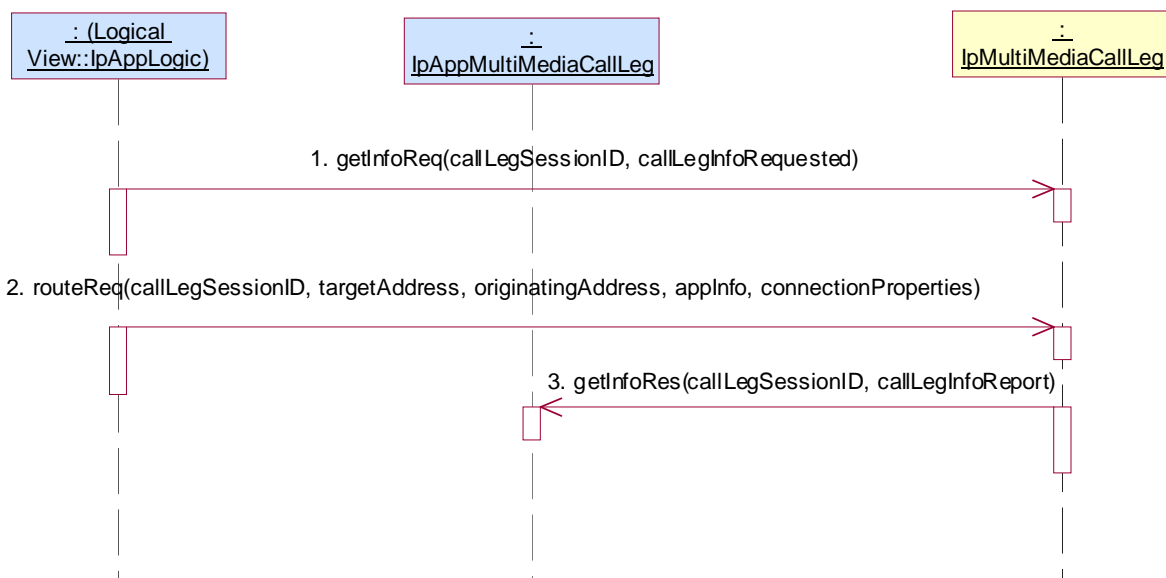 : (Logical
View::IpAppLogic)
:
IpAppMultiMediaCallLeg
:
IpMultiMediaCallLeg
1. getInfoReq(callLegSessionID, callLegInfoRequested)
2. routeReq(callLegSessionID, targetAddress, originatingAddress, appInfo, connectionProperties)
3. getInfoRes(callLegSessionID, callLegInfoReport)